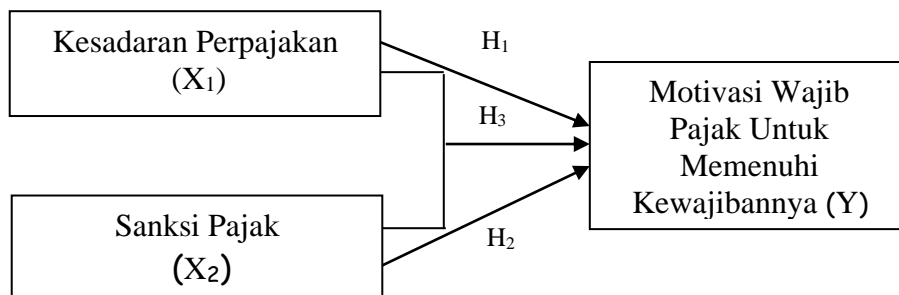 Kesadaran Perpajakan
(X₁)
H₁
H₃
Motivasi Wajib
Pajak Untuk
Memenuhi
Kewajibannya (Y)
Sanksi Pajak
(X₂)
H₂